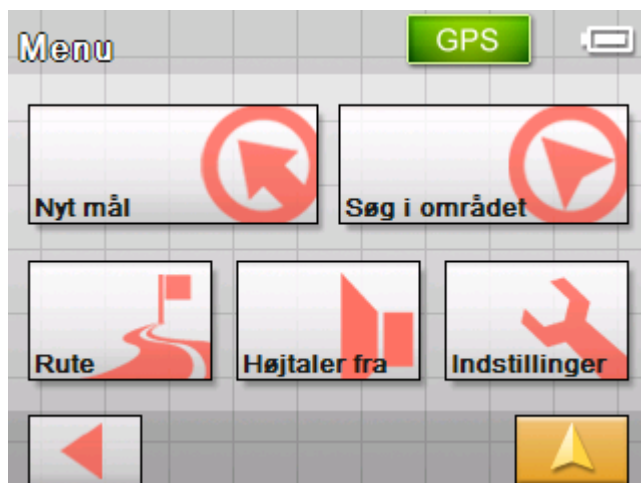 Menu
GPS
Nyt mål
Søg i området
Rute
Højtaler fra
Indstillinger